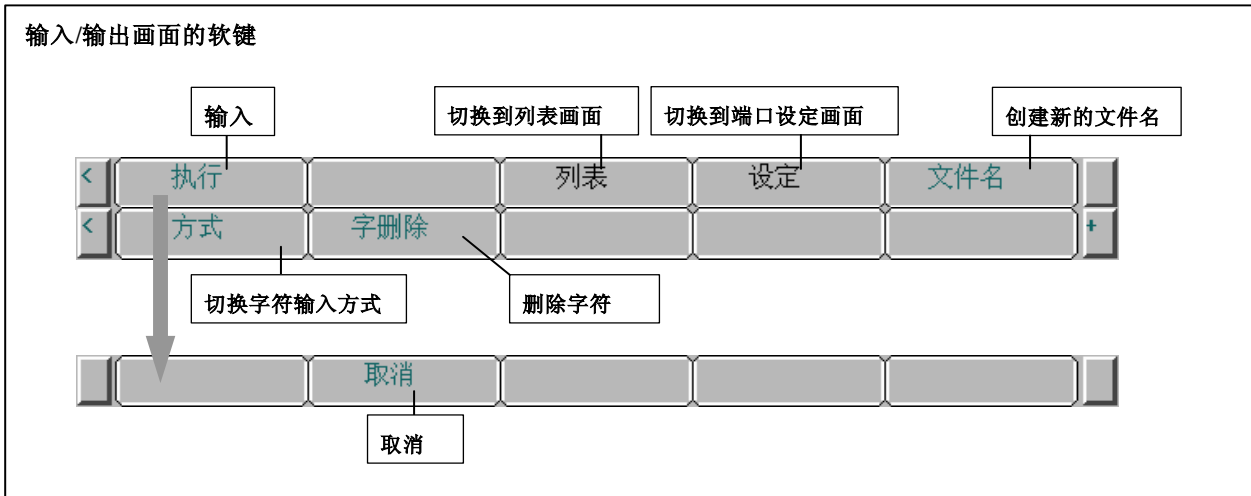 输入/输出画面的软键
输入
切换到列表画面
切换到端口设定画面
创建新的文件名
< 执行 列表 设定 文件名
< 方式 字删除 +
切换字符输入方式
删除字符
取消
取消